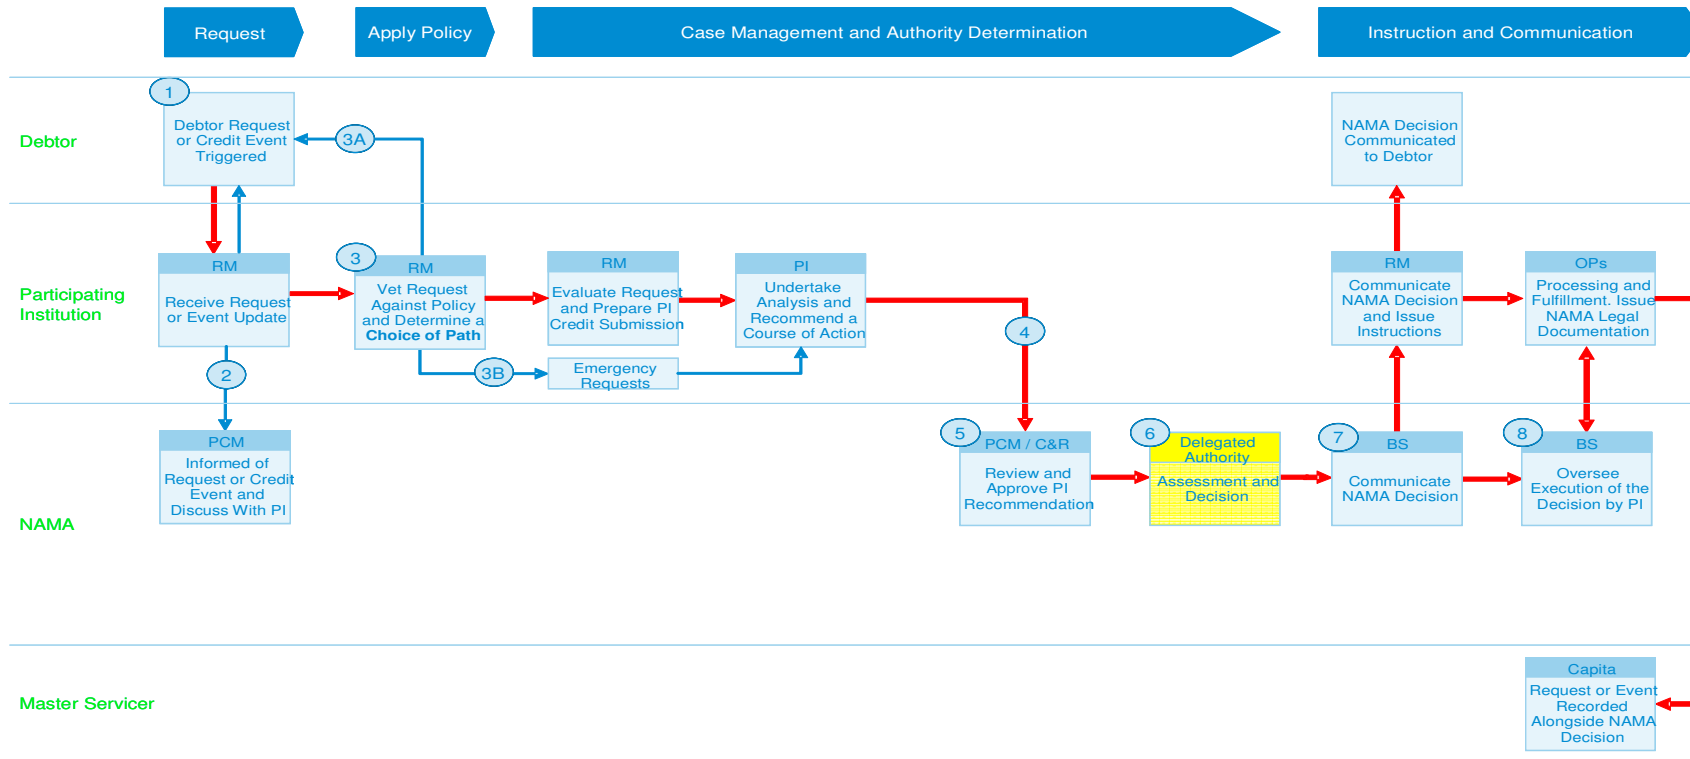 Request
Apply Policy
Case Management and Authority Determination
Instruction and Communication
Debtor
1
Debtor Request
or Credit Event
Triggered
3A
NAMA Decision
Communicated
to Debtor
Participating
Institution
RM
Receive Request
or Event Update
2
3
RM
Vet Request
Against Policy
and Determine a
Choice of Path
3B
RM
Evaluate Request
and Prepare PI
Credit Submission
Emergency
Requests
PI
Undertake
Analysis and
Recommend a
Course of Action
4
RM
Communicate
NAMA Decision
and Issue
Instructions
OPs
Processing and
Fulfillment. Issue
NAMA Legal
Documentation
NAMA
PCM
Informed of
Request or Credit
Event and
Discuss With PI
5
PCM / C&R
Review and
Approve PI
Recommendation
6
Delegated
Authority
Assessment and
Decision
7
BS
Communicate
NAMA Decision
8
BS
Oversee
Execution of the
Decision by PI
Master Servicer
Capita
Request or Event
Recorded
Alongside NAMA
Decision